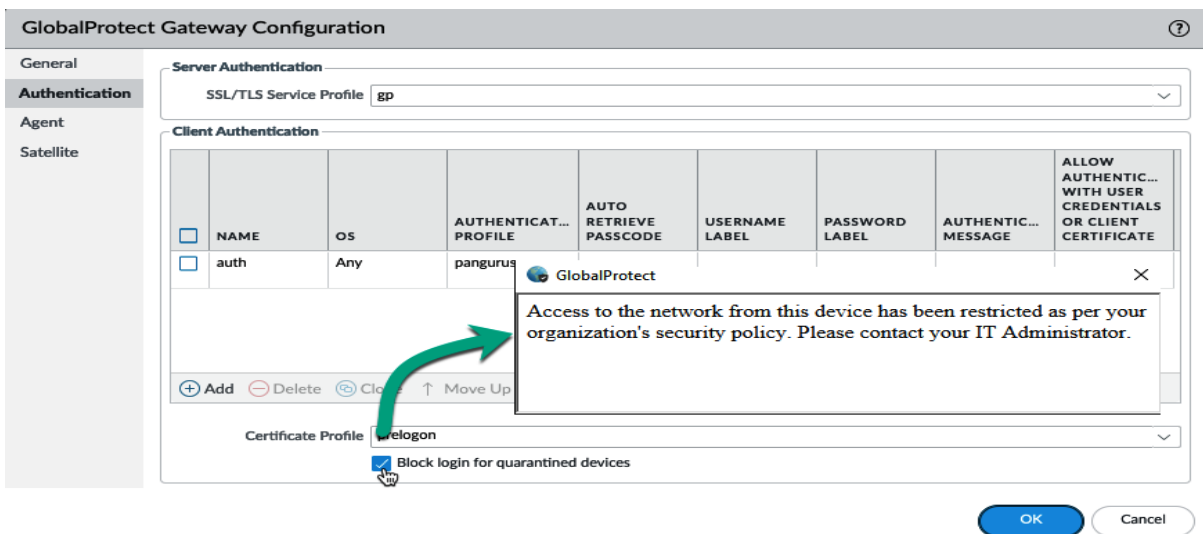 GlobalProtect Gateway Configuration
General
Authentication
Agent
Satellite
Server Authentication
SSL/TLS Service Profile gp
Client Authentication
NAME
OS
AUTHENTICAT...
PROFILE
AUTO
RETRIEVE
PASSCODE
USERNAME
LABEL
PASSWORD
LABEL
AUTHENTIC...
MESSAGE
ALLOW
AUTHENTIC...
WITH USER
CREDENTIALS
OR CLIENT
CERTIFICATE
auth Any pangurus
GlobalProtect
Access to the network from this device has been restricted as per your
organization's security policy. Please contact your IT Administrator.
Add Delete Move Up
Certificate Profile prelogon
Block login for quarantined devices
OK Cancel